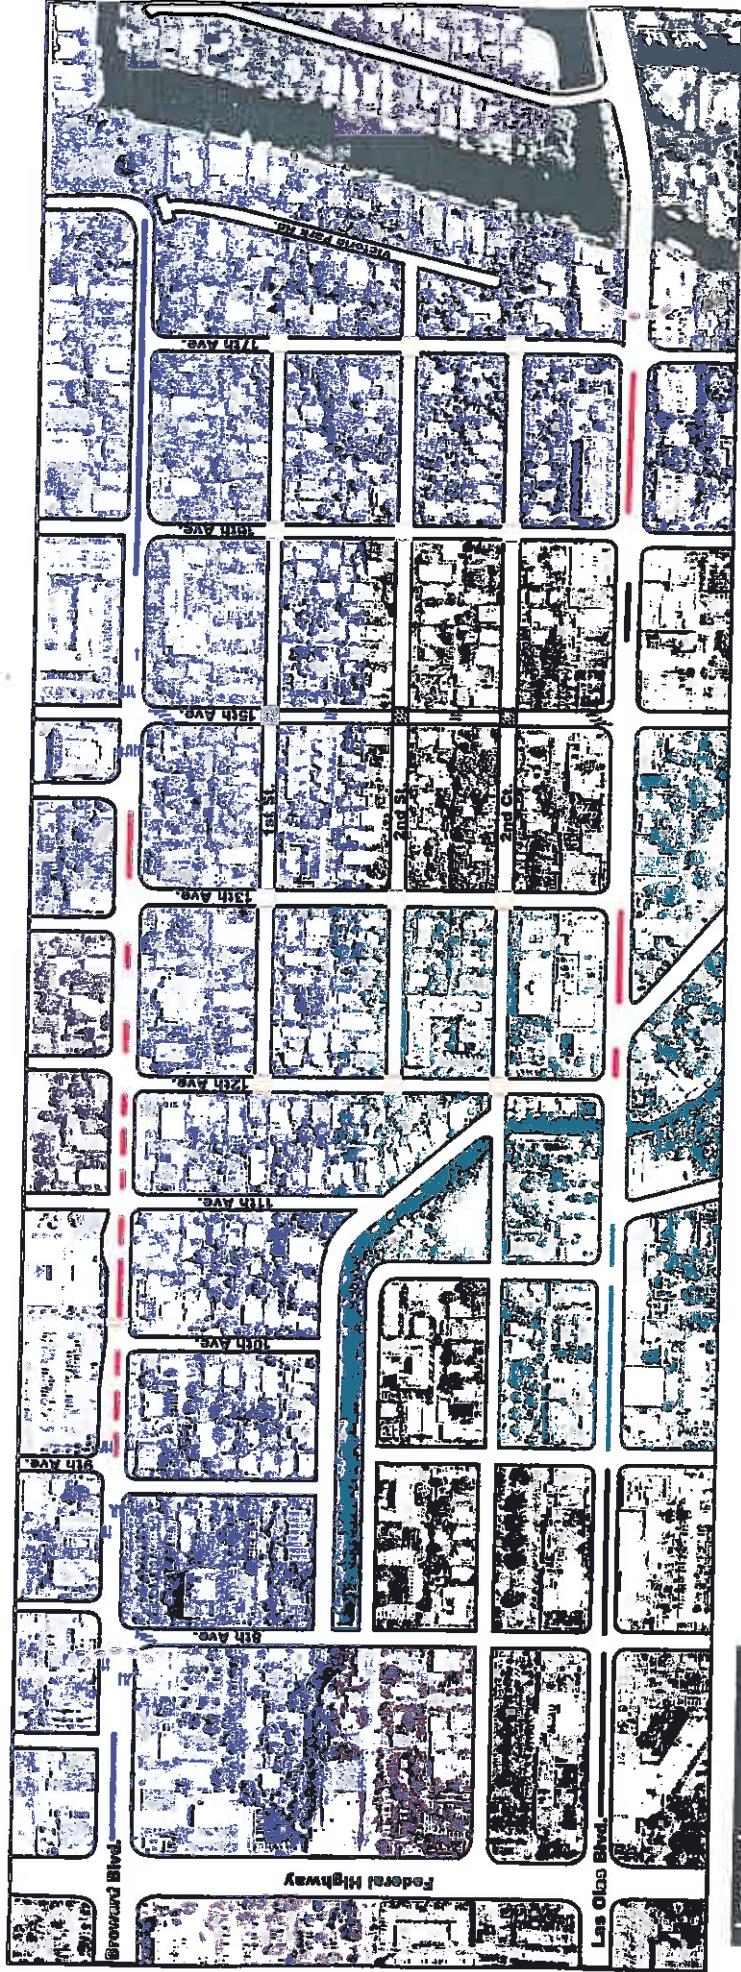 Victoria Park Rd
17th Ave.
16th Ave.
15th Ave.
1st St.
2nd St.
2nd Ct.
13th Ave.
12th Ave.
11th Ave.
10th Ave.
9th Ave.
8th Ave.
Federal Highway
Broward Blvd.
Las Olas Blvd.